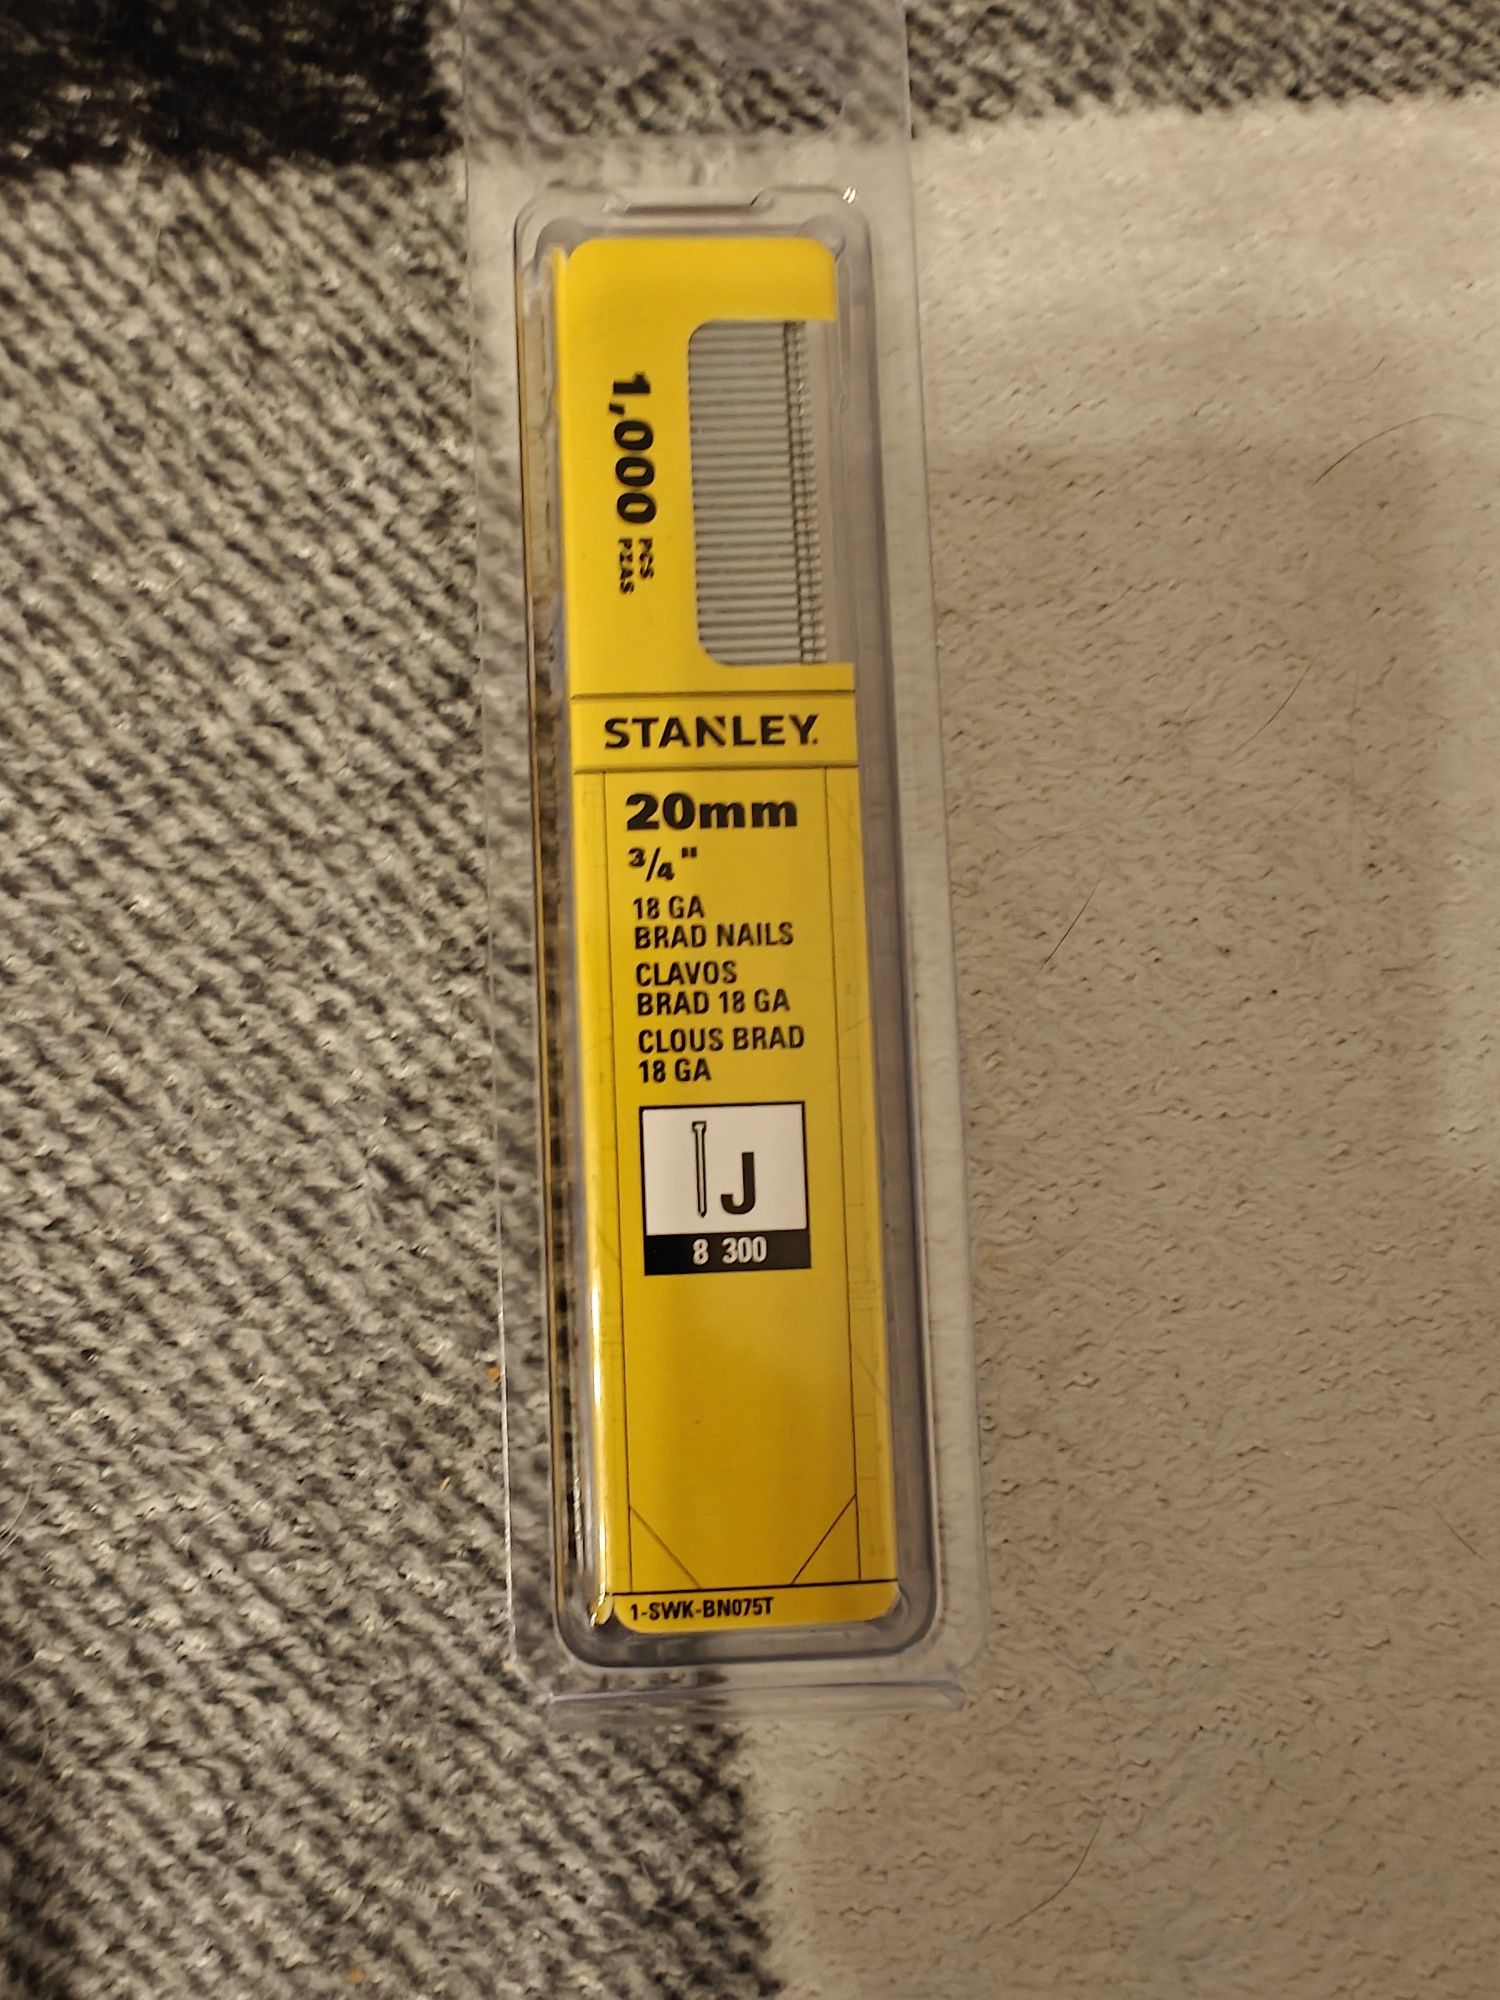 1,000 PCS
PZAS
STANLEY.
20mm
3/4"
18 GA
BRAD NAILS
CLAVOS
BRAD 18 GA
CLOUS BRAD
18 GA
J
8 300
1-SWK-BN075T